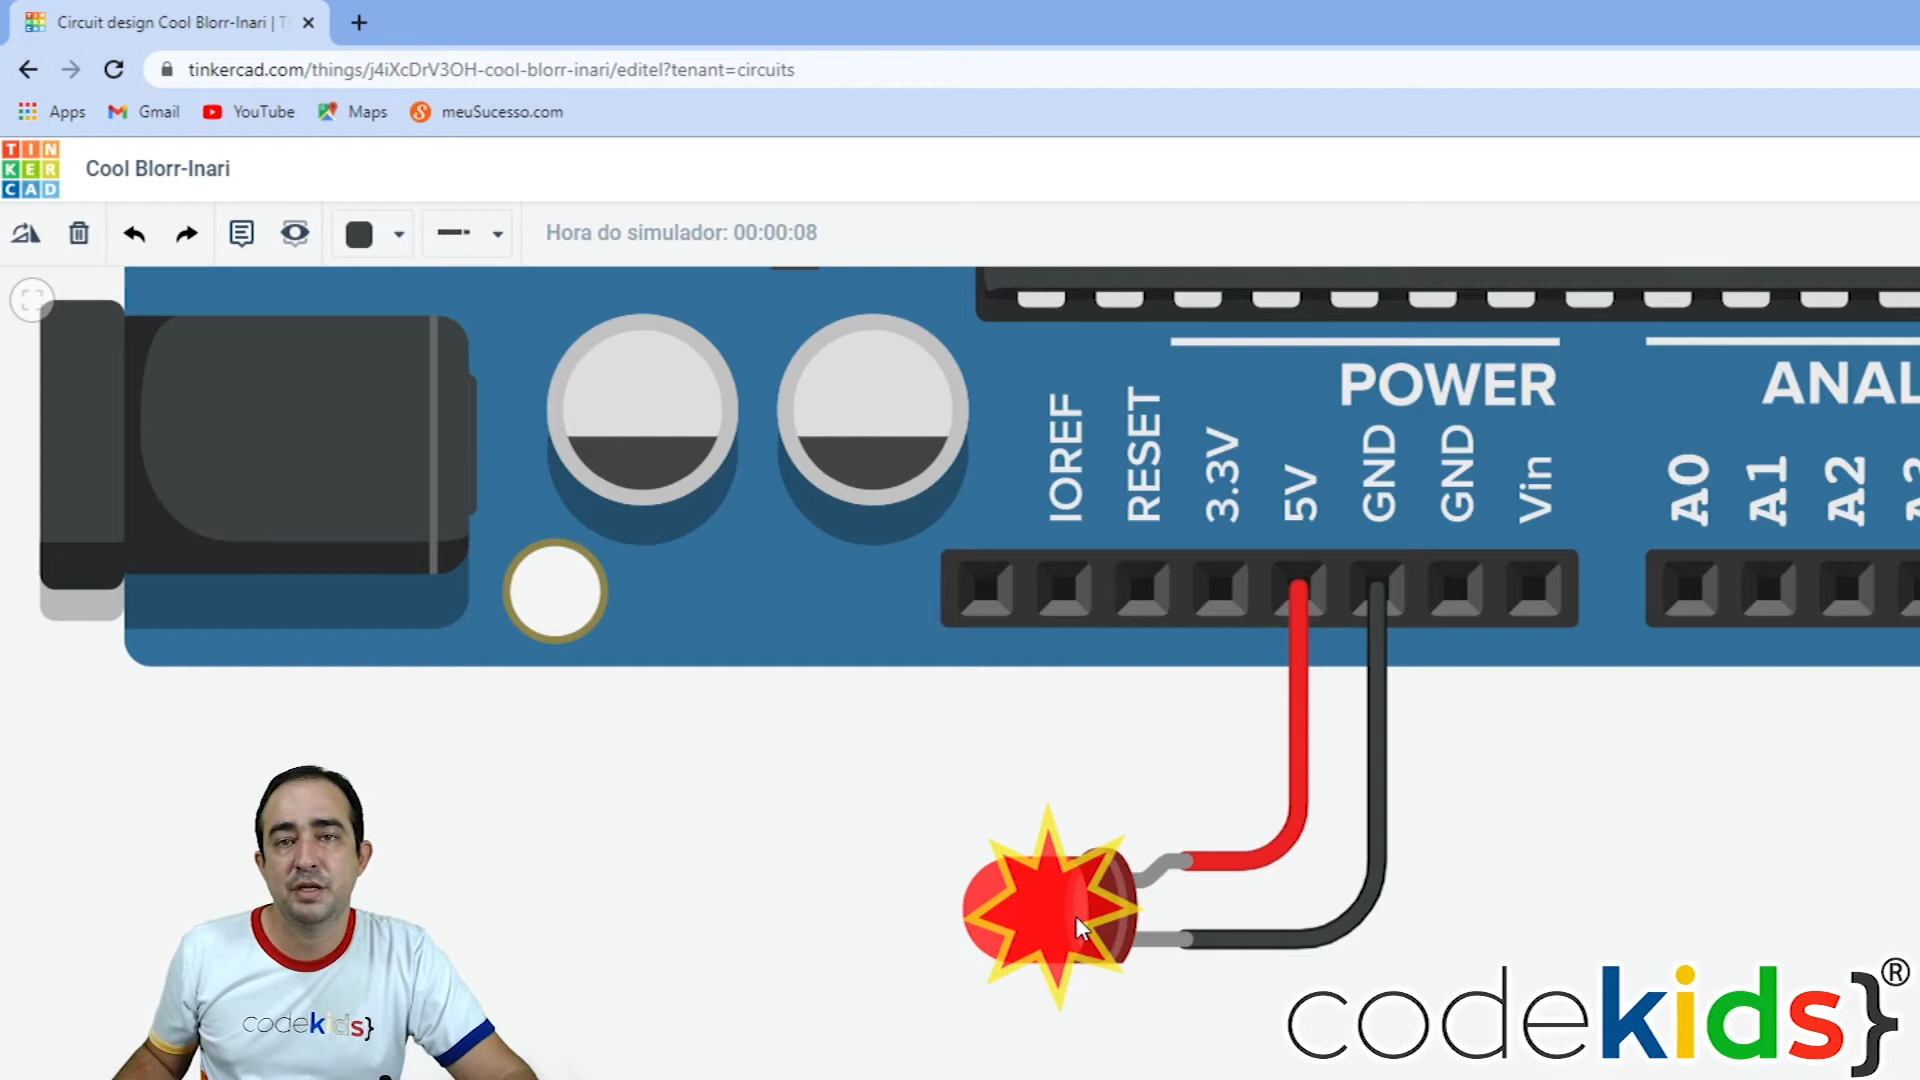 Circuit design Cool Blorr-Inari | T
tinkercad.com/things/j4iXcDrV3OH-cool-blorr-inari/editel?tenant=circuits
Apps
Gmail
YouTube
Maps
meuSucesso.com
TIN
KER
CAD
Cool Blorr-Inari
Hora do simulador: 00:00:08
POWER
ANAL
IOREF
RESET
3.3V
5V
GND
GND
Vin
A0
A1
A2
codekids}
codekids}®